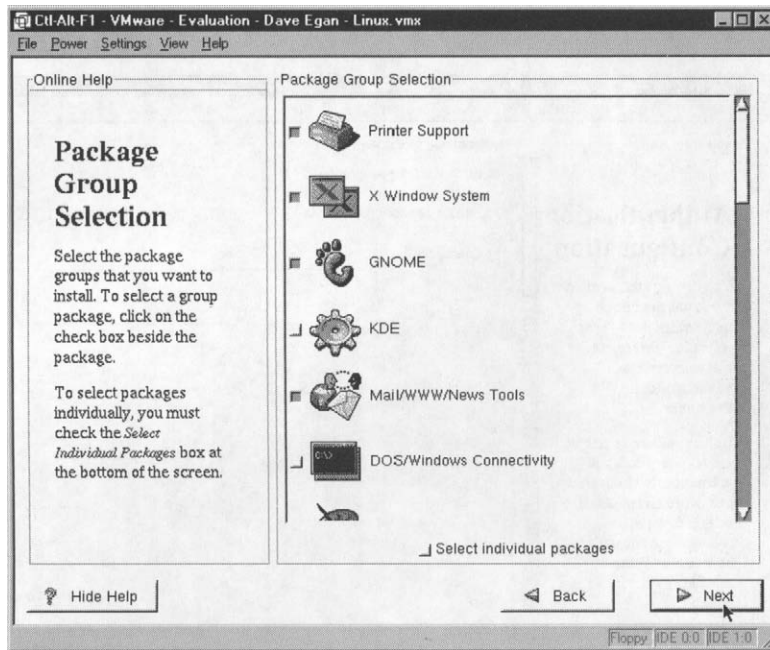 Ctl-Alt-F1 - VMware - Evaluation - Dave Egan - Linux.vmx
File Power Settings View Help
Online Help
Package
Group
Selection
Select the package
groups that you want to
install. To select a group
package, click on the
check box beside the
package.
To select packages
individually, you must
check the Select
Individual Packages box at
the bottom of the screen.
Package Group Selection
Printer Support
X Window System
GNOME
KDE
Mail/WWW/News Tools
C:\>
DOS/Windows Connectivity
Select individual packages
Hide Help
Back
Next
Floppy IDE 0:0 IDE 1:0